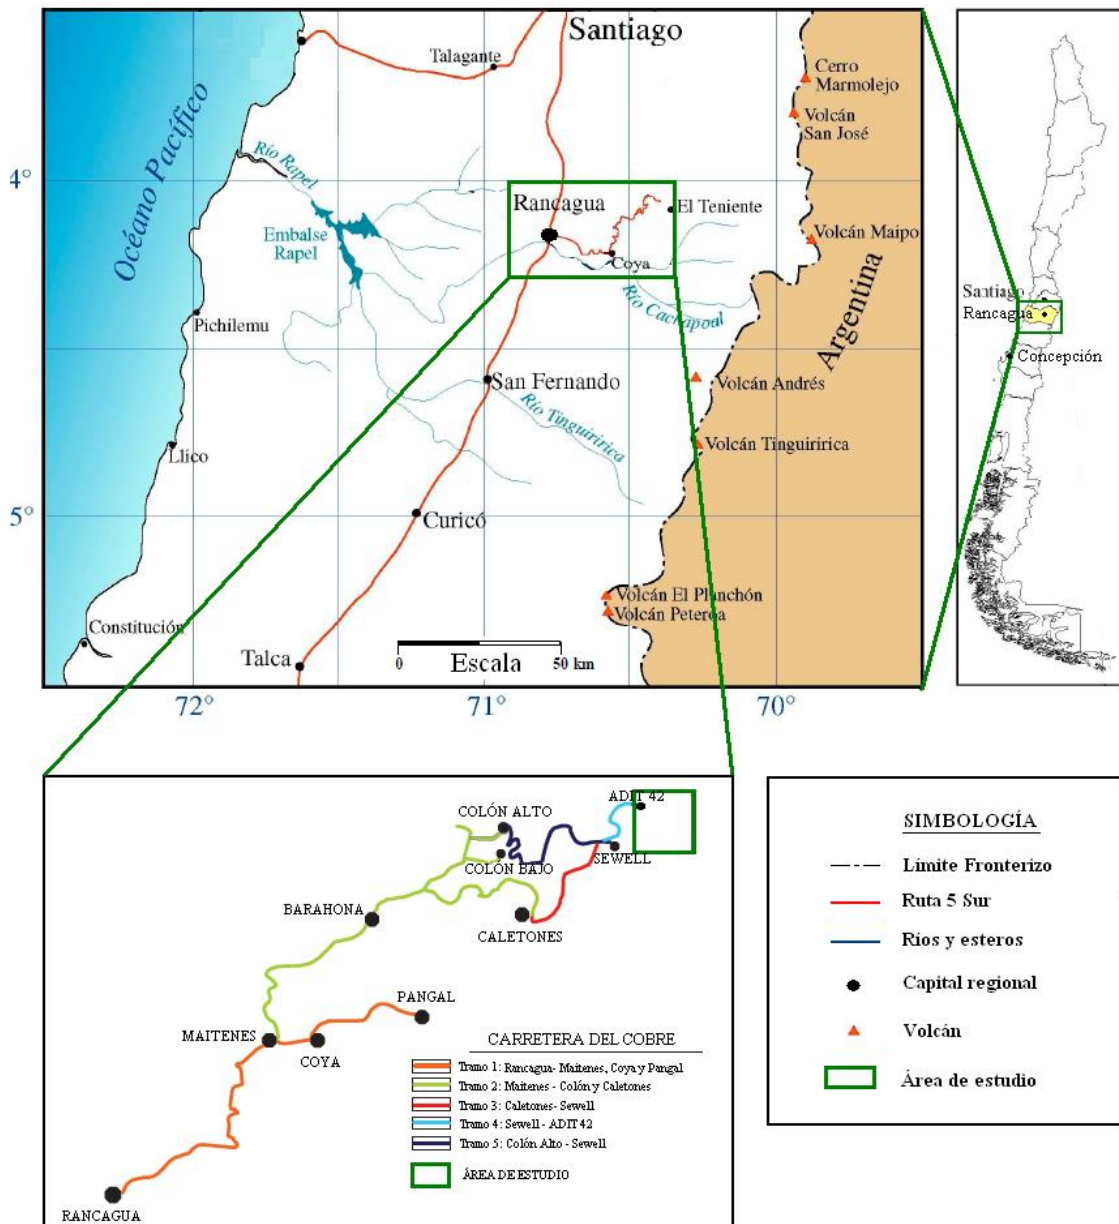 Santiago
Talagante
Cerro
Marmolejo
Volcán
San José
Océano Pacífico
Río Rapel
4°
Rancagua
El Teniente
Embalse
Rapel
Volcán Maipo
Coya
Río Cachapoal
Argentina
Pichilemu
San Fernando
Volcán Andrés
Río Tinguiririca
Volcán Tinguiririca
Llico
5°
Curicó
Volcán El Planchón
Volcán Peteroa
Constitución
Talca
0
Escala
50 km
72°
71°
70°
Santiago
Rancagua
Concepción
ADIT 42
COLÓN ALTO
SEWELL
COLÓN BAJO
BARAHONA
CALETONES
PANGAL
MAITENES
COYA
CARRETERA DEL COBRE
Tramo 1: Rancagua- Maitenes, Coya y Pangal
Tramo 2: Maitenes - Colón y Caletones
Tramo 3: Caletones- Sewell
Tramo 4: Sewell - ADIT 42
Tramo 5: Colón Alto - Sewell
ÁREA DE ESTUDIO
RANCAGUA
SIMBOLOGÍA
Límite Fronterizo
Ruta 5 Sur
Ríos y esteros
Capital regional
Volcán
Área de estudio